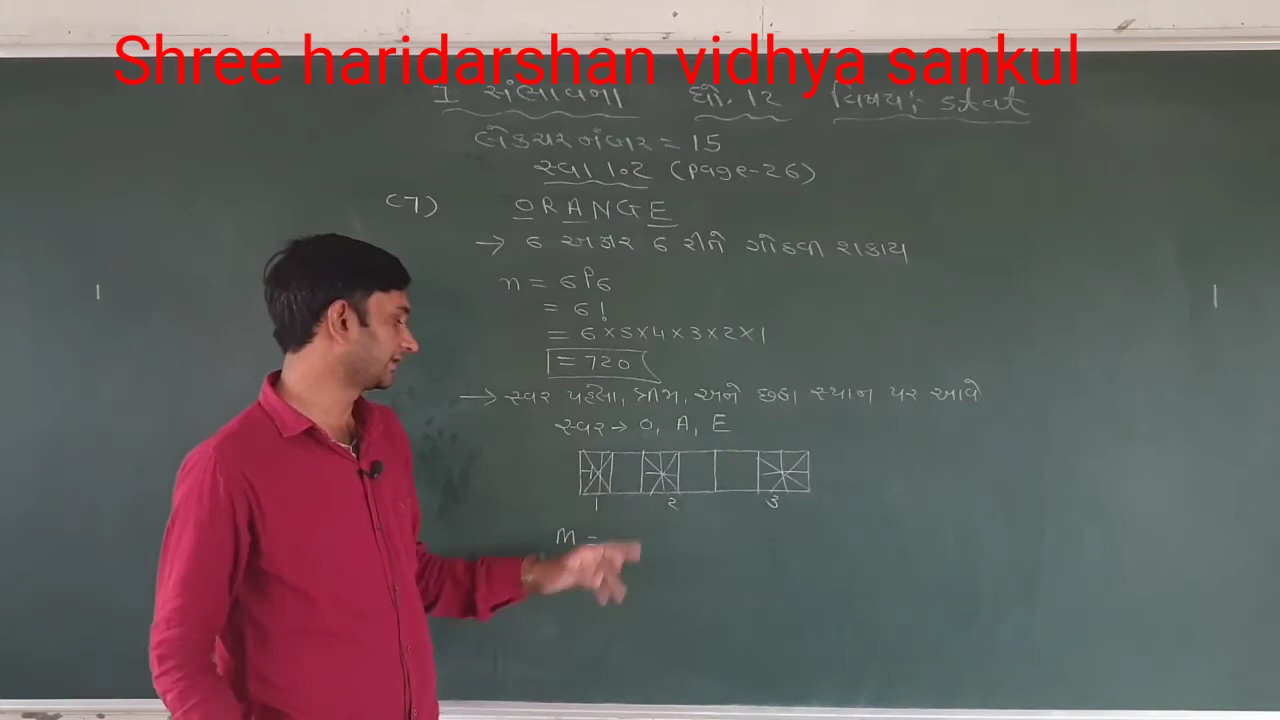 Shree haridarshan vidhya sankul
1 સંભાવના ધો. 12 વિષય:- stat
લેકચર નંબર = 15
સ્વા 1.2 (page-26)
(7) ORANGE
→ 6 અક્ષર 6 રીતે ગોઠવી શકાય
n = 6P6
= 6!
= 6×5×4×3×2×1
= 720
→ સ્વર પહેલા, ત્રીજા, અને છઠ્ઠા સ્થાન પર આવે
સ્વર → O, A, E
1 2 3
m =